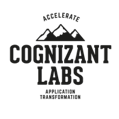 ACCELERATE
COGNIZANT
LABS
APPLICATION
TRANSFORMATION